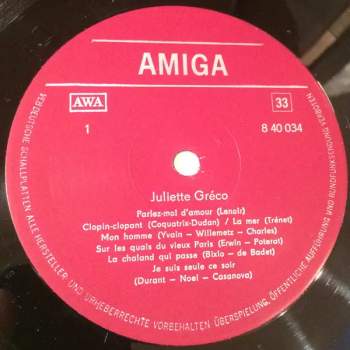 AMIGA
AWA
33
1
8 40 034
Juliette Gréco
Parlez-moi d'amour (Lenoir)
Clopin-clopant (Coquatrix-Dudan) / La mer (Trénet)
Mon homme (Yvain – Willemetz – Charles)
Sur les quais du vieux Paris (Erwin – Poterat)
La chaland qui passe (Bixio – de Badet)
Je suis seule ce soir
(Durant – Noel – Casanova)
VEB DEUTSCHE SCHALLPLATTEN ALLE HERSTELLER- UND URHEBERRECHTE VORBEHALTEN ÜBERSPIELUNG, ÖFFENTLICHE AUFFÜHRUNG UND RUNDFUNKSENDUNG VERBOTEN